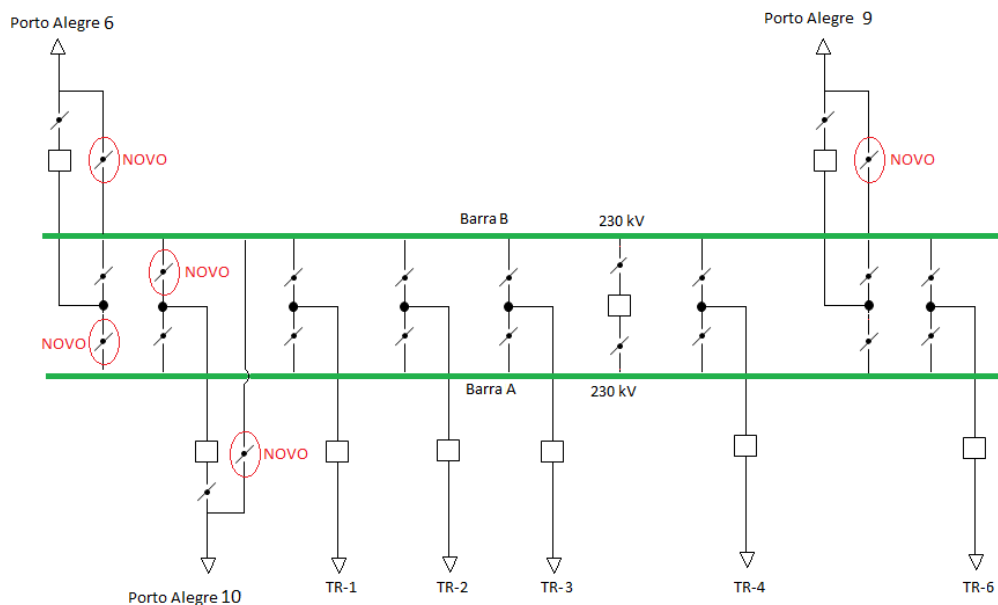 Porto Alegre 6
Porto Alegre 9
NOVO
NOVO
Barra B
230 kV
NOVO
NOVO
Barra A
230 kV
NOVO
TR-1
TR-2
TR-3
TR-4
TR-6
Porto Alegre 10